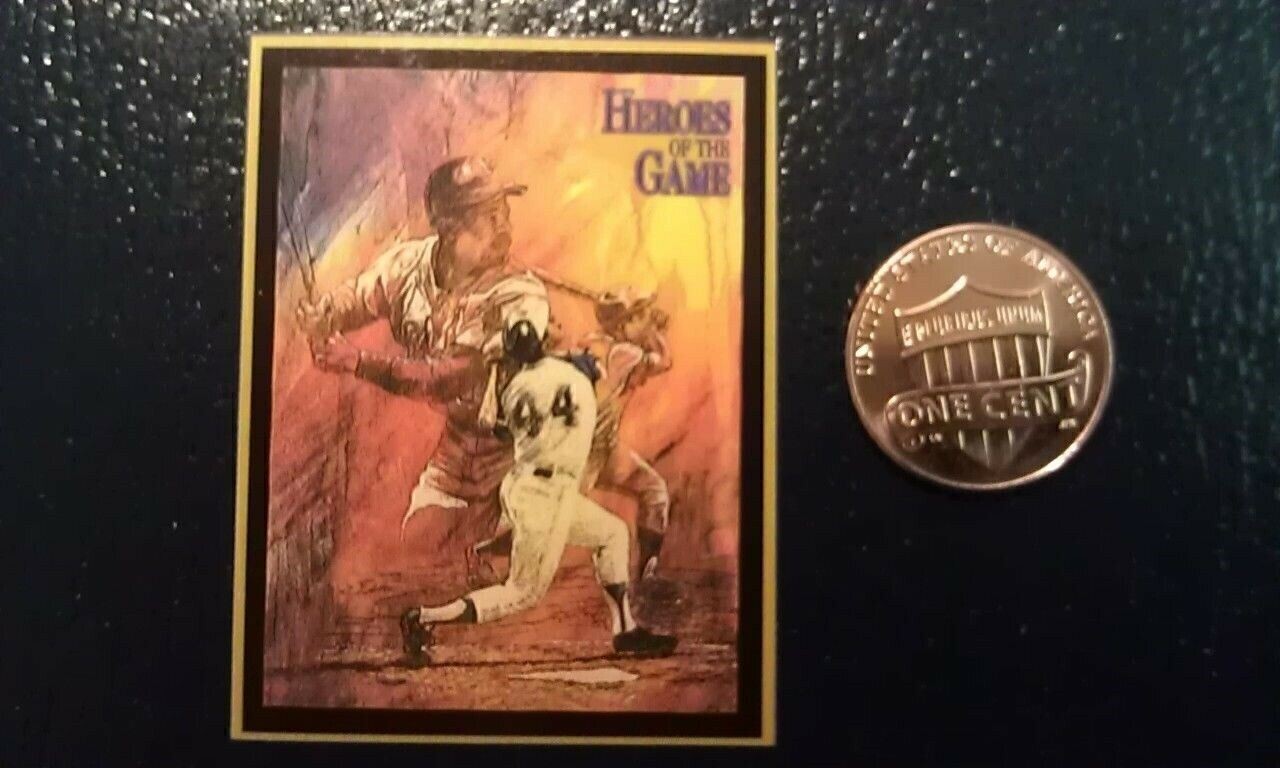 HEROES
OF THE
GAME
44
UNITED STATES OF AMERICA
E PLURIBUS UNUM
ONE CENT